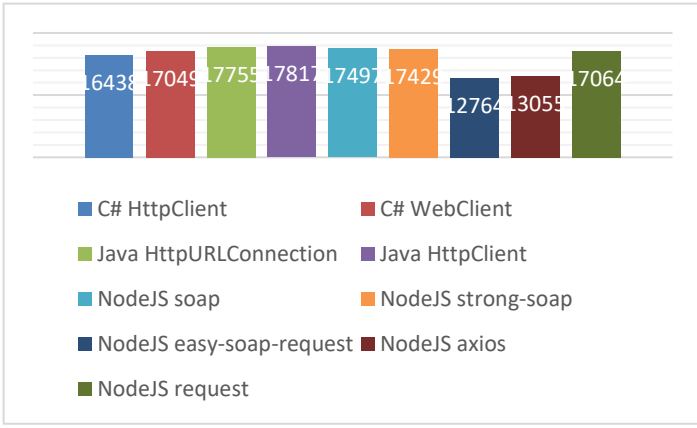 16438 17049 17755 17817 17497 17429 12764 13055 17064
C# HttpClient C# WebClient
Java HttpURLConnection Java HttpClient
NodeJS soap NodeJS strong-soap
NodeJS easy-soap-request NodeJS axios
NodeJS request